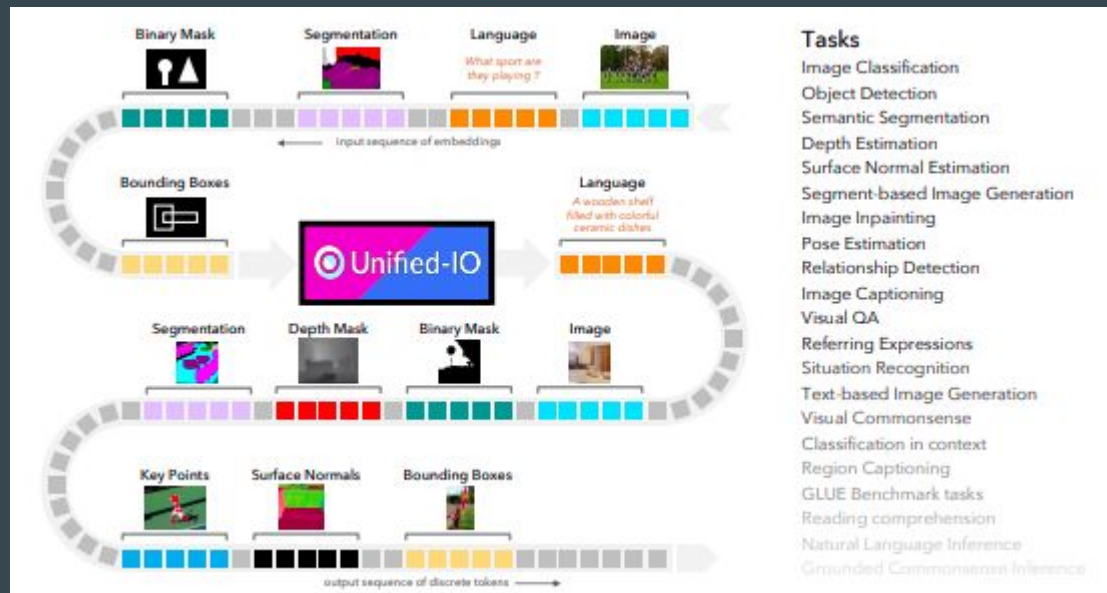 Binary Mask
Segmentation
Language
Image
What sport are
they playing ?
input sequence of embeddings
Bounding Boxes
Unified-IO
Language
A wooden shelf
filled with colorful
ceramic dishes
Segmentation
Depth Mask
Binary Mask
Image
Key Points
Surface Normals
Bounding Boxes
output sequence of discrete tokens
Tasks
Image Classification
Object Detection
Semantic Segmentation
Depth Estimation
Surface Normal Estimation
Segment-based Image Generation
Image Inpainting
Pose Estimation
Relationship Detection
Image Captioning
Visual QA
Referring Expressions
Situation Recognition
Text-based Image Generation
Visual Commonsense
Classification in context
Region Captioning
GLUE Benchmark tasks
Reading comprehension
Natural Language Inference
Grounded Commonsense Inference